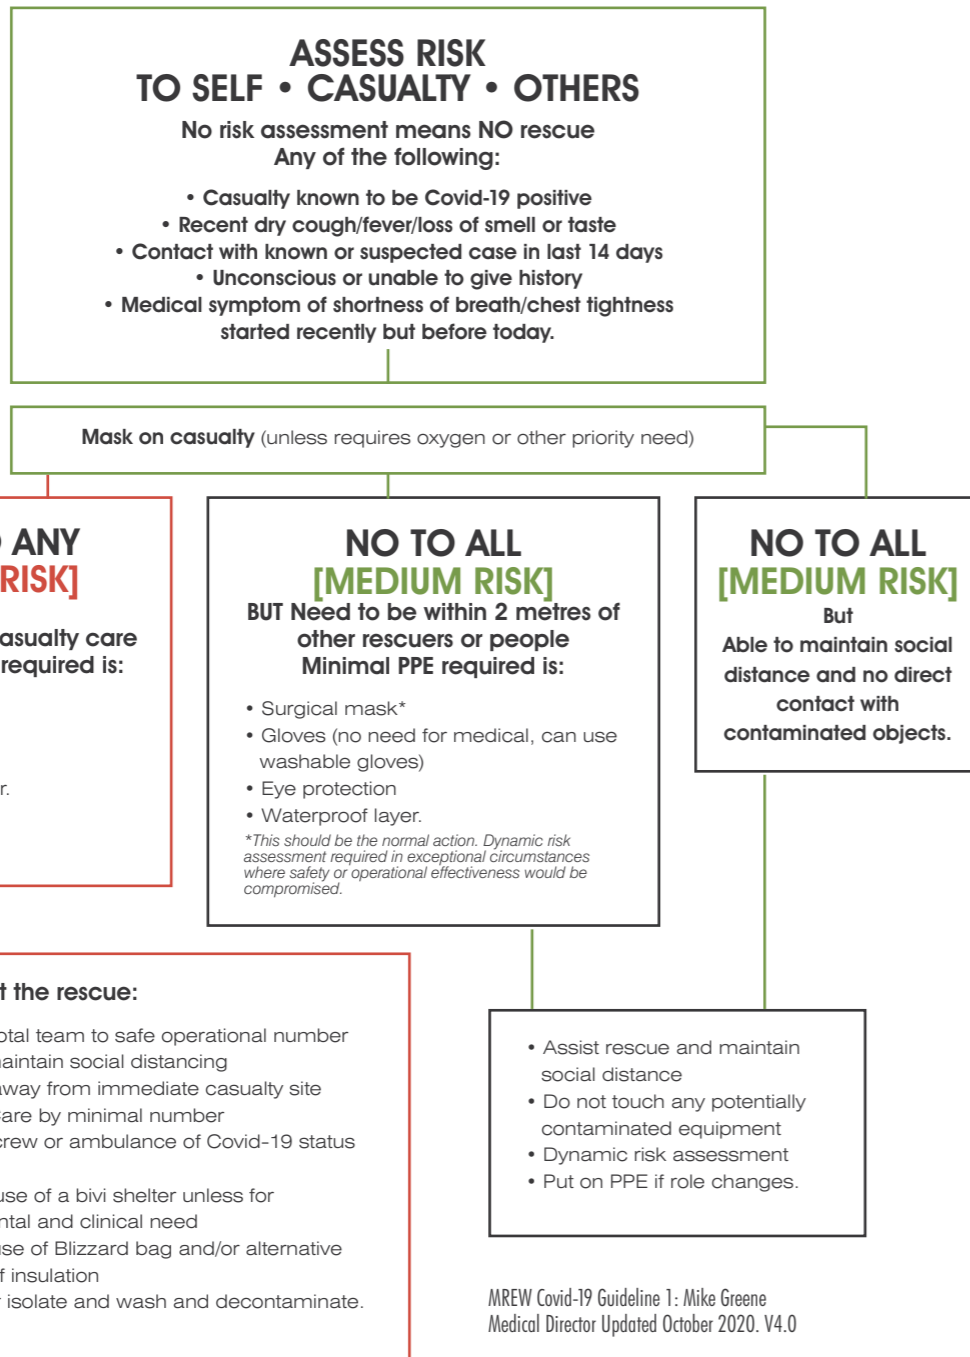 ASSESS RISK
TO SELF • CASUALTY • OTHERS
No risk assessment means NO rescue
Any of the following:
• Casualty known to be Covid-19 positive
• Recent dry cough/fever/loss of smell or taste
• Contact with known or suspected case in last 14 days
• Unconscious or unable to give history
• Medical symptom of shortness of breath/chest tightness
started recently but before today.
Mask on casualty (unless requires oxygen or other priority need)
ANY
RISK]
care
required is:
NO TO ALL
[MEDIUM RISK]
BUT Need to be within 2 metres of
other rescuers or people
Minimal PPE required is:
• Surgical mask*
• Gloves (no need for medical, can use
washable gloves)
• Eye protection
• Waterproof layer.
*This should be the normal action. Dynamic risk
assessment required in exceptional circumstances
where safety or operational effectiveness would be
compromised.
NO TO ALL
[MEDIUM RISK]
But
Able to maintain social
distance and no direct
contact with
contaminated objects.
the rescue:
team to safe operational number
maintain social distancing
away from immediate casualty site
Care by minimal number
crew or ambulance of Covid-19 status
use of a bivi shelter unless for
and clinical need
use of Blizzard bag and/or alternative
insulation
isolate and wash and decontaminate.
• Assist rescue and maintain
social distance
• Do not touch any potentially
contaminated equipment
• Dynamic risk assessment
• Put on PPE if role changes.
MREW Covid-19 Guideline 1: Mike Greene
Medical Director Updated October 2020. V4.0